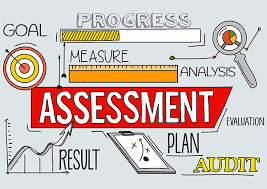 PROGRESS
GOAL
MEASURE
ANALYSIS
ASSESSMENT
EVALUATION
RESULT
PLAN
AUDIT